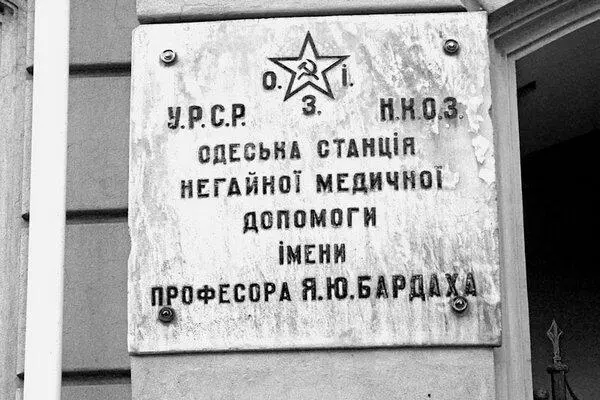 О. І.
З.
У.Р.С.Р. Н.К.О.З.
ОДЕСЬКА СТАНЦІЯ
НЕГАЙНОЇ МЕДИЧНОЇ
ДОПОМОГИ
ІМЕНИ
ПРОФЕСОРА Я.Ю.БАРДАХА